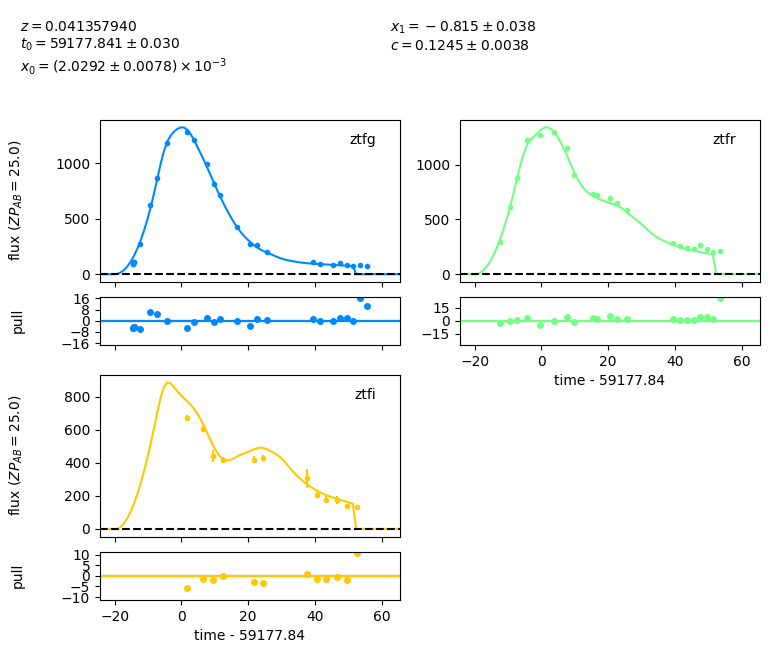 z = 0.041357940
t₀ = 59177.841 ± 0.030
x₀ = (2.0292 ± 0.0078) × 10⁻³
x₁ = −0.815 ± 0.038
c = 0.1245 ± 0.0038
ztfg
flux (ZP_AB = 25.0)
1000
500
0
pull
16
8
0
−8
−16
ztfr
1000
500
0
15
0
−15
−20 0 20 40 60
time - 59177.84
ztfi
flux (ZP_AB = 25.0)
800
600
400
200
0
pull
10
5
0
−5
−10
−20 0 20 40 60
time - 59177.84